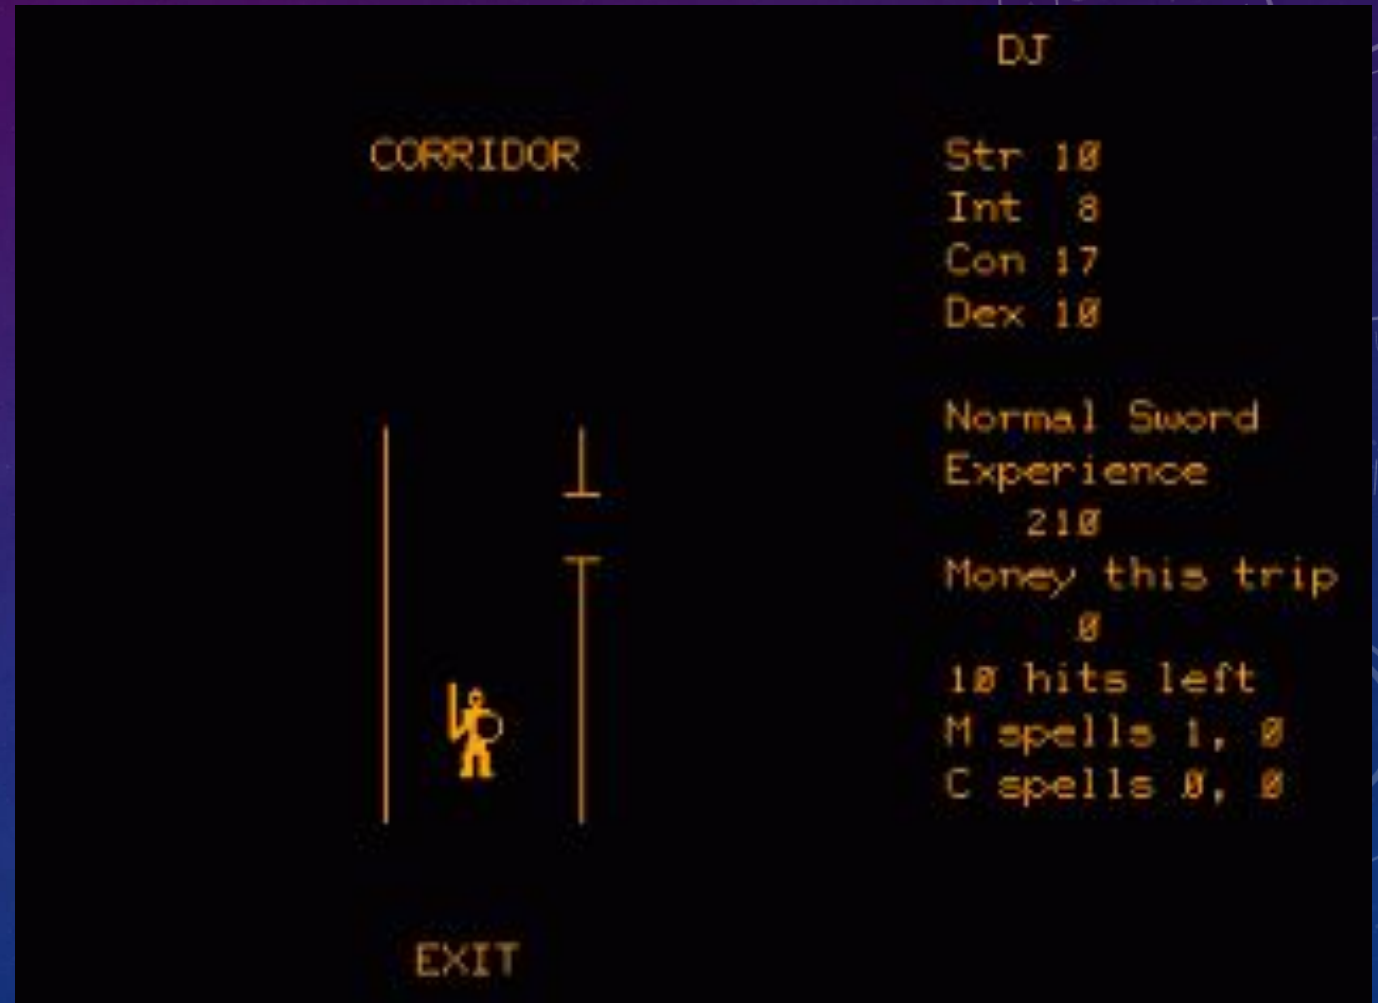 DJ
CORRIDOR
Str 10
Int 8
Con 17
Dex 10
Normal Sword
Experience
210
Money this trip
0
10 hits left
M spells 1, 0
C spells 0, 0
EXIT